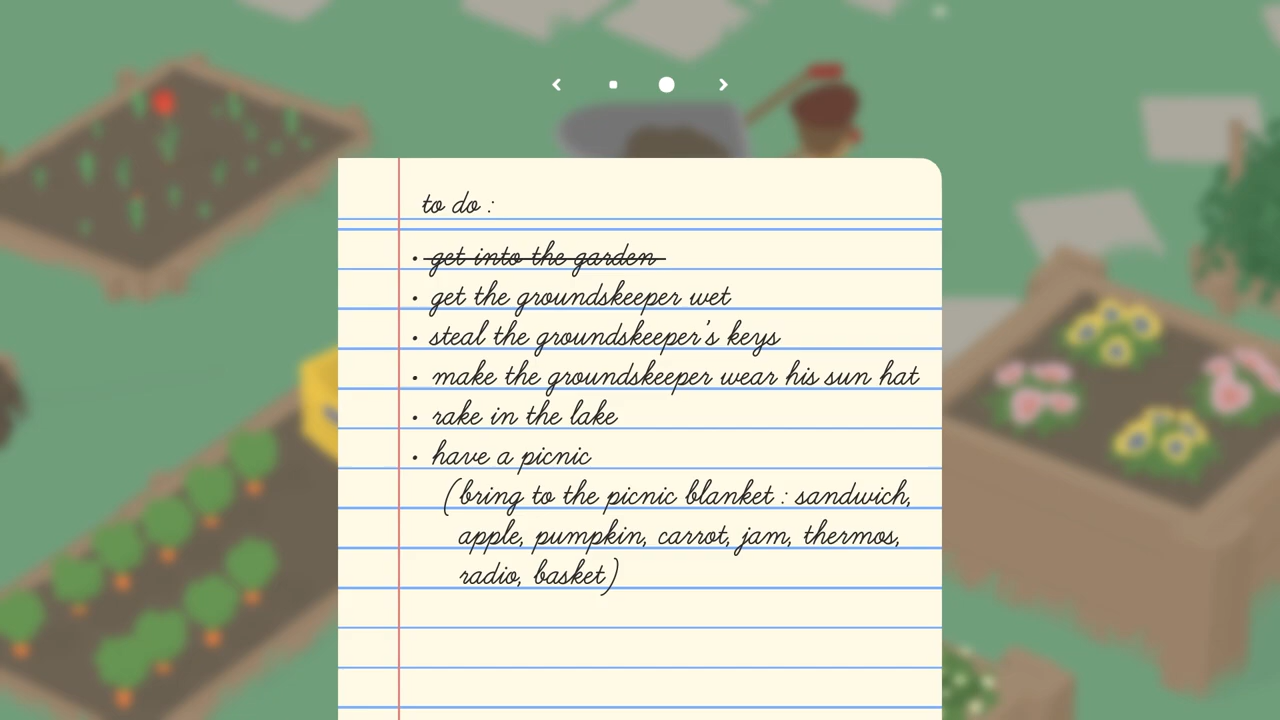 to do :
• get into the garden
• get the groundskeeper wet
• steal the groundskeeper's keys
• make the groundskeeper wear his sun hat
• rake in the lake
• have a picnic
(bring to the picnic blanket : sandwich,
apple, pumpkin, carrot, jam, thermos,
radio, basket)